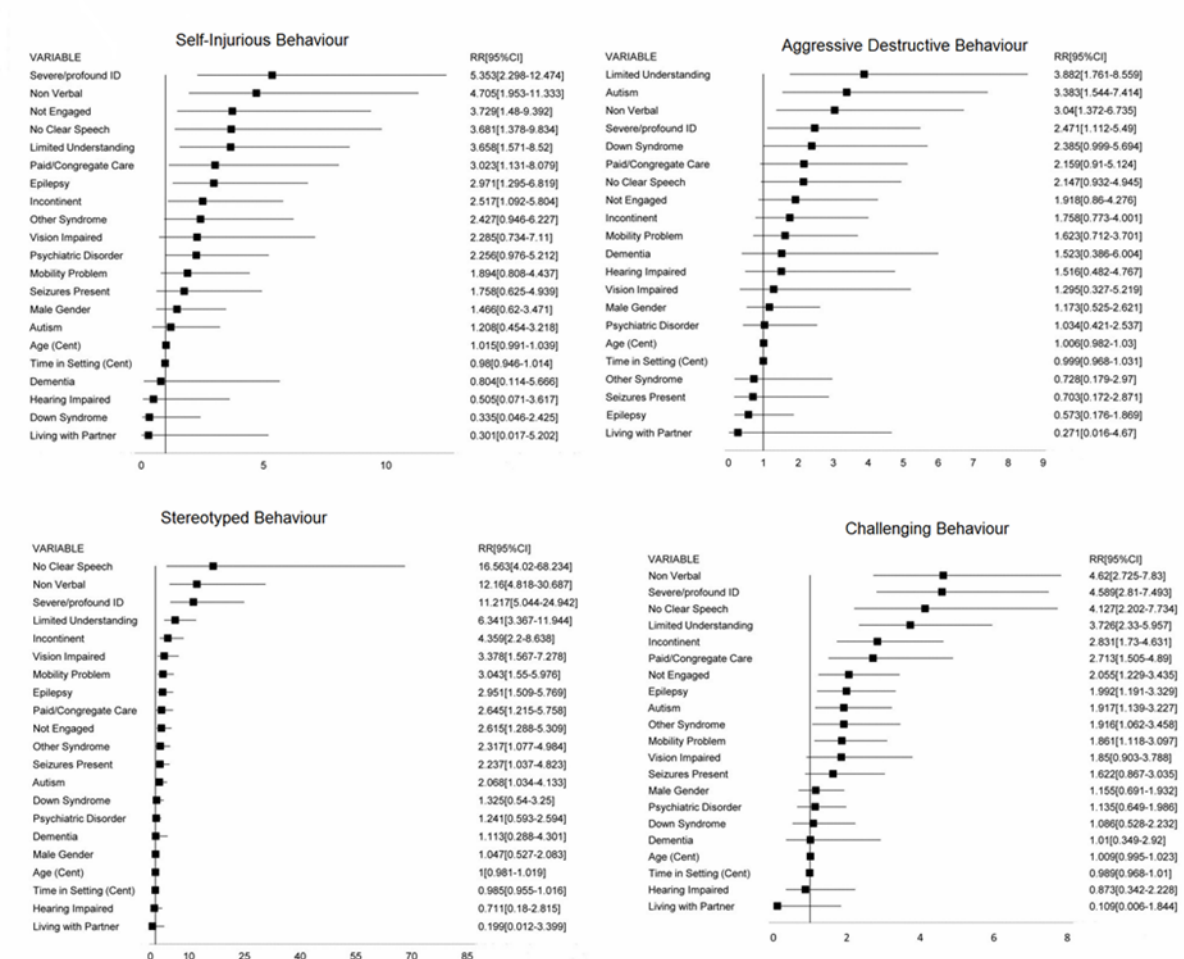 Self-Injurious Behaviour
VARIABLE RR[95%CI]
Severe/profound ID 5.353[2.298-12.474]
Non Verbal 4.705[1.953-11.333]
Not Engaged 3.729[1.48-9.392]
No Clear Speech 3.681[1.378-9.834]
Limited Understanding 3.658[1.571-8.52]
Paid/Congregate Care 3.023[1.131-8.079]
Epilepsy 2.971[1.295-6.819]
Incontinent 2.517[1.092-5.804]
Other Syndrome 2.427[0.946-6.227]
Vision Impaired 2.285[0.734-7.11]
Psychiatric Disorder 2.256[0.976-5.212]
Mobility Problem 1.894[0.808-4.437]
Seizures Present 1.758[0.625-4.939]
Male Gender 1.466[0.62-3.471]
Autism 1.208[0.454-3.218]
Age (Cent) 1.015[0.991-1.039]
Time in Setting (Cent) 0.98[0.946-1.014]
Dementia 0.804[0.114-5.666]
Hearing Impaired 0.505[0.071-3.617]
Down Syndrome 0.335[0.046-2.425]
Living with Partner 0.301[0.017-5.202]
0 5 10
Aggressive Destructive Behaviour
VARIABLE RR[95%CI]
Limited Understanding 3.882[1.761-8.559]
Autism 3.383[1.544-7.414]
Non Verbal 3.04[1.372-6.735]
Severe/profound ID 2.471[1.112-5.49]
Down Syndrome 2.385[0.999-5.694]
Paid/Congregate Care 2.159[0.91-5.124]
No Clear Speech 2.147[0.932-4.945]
Not Engaged 1.918[0.86-4.276]
Incontinent 1.758[0.773-4.001]
Mobility Problem 1.623[0.712-3.701]
Dementia 1.523[0.386-6.004]
Hearing Impaired 1.516[0.482-4.767]
Vision Impaired 1.295[0.327-5.219]
Male Gender 1.173[0.525-2.621]
Psychiatric Disorder 1.034[0.421-2.537]
Age (Cent) 1.006[0.982-1.03]
Time in Setting (Cent) 0.999[0.968-1.031]
Other Syndrome 0.728[0.179-2.97]
Seizures Present 0.703[0.172-2.871]
Epilepsy 0.573[0.176-1.869]
Living with Partner 0.271[0.016-4.67]
0 1 2 3 4 5 6 7 8 9
Stereotyped Behaviour
VARIABLE RR[95%CI]
No Clear Speech 16.563[4.02-68.234]
Non Verbal 12.16[4.818-30.687]
Severe/profound ID 11.217[5.044-24.942]
Limited Understanding 6.341[3.367-11.944]
Incontinent 4.359[2.2-8.638]
Vision Impaired 3.378[1.567-7.278]
Mobility Problem 3.043[1.55-5.976]
Epilepsy 2.951[1.509-5.769]
Paid/Congregate Care 2.645[1.215-5.758]
Not Engaged 2.615[1.288-5.309]
Other Syndrome 2.317[1.077-4.984]
Seizures Present 2.237[1.037-4.823]
Autism 2.068[1.034-4.133]
Down Syndrome 1.325[0.54-3.25]
Psychiatric Disorder 1.241[0.593-2.594]
Dementia 1.113[0.288-4.301]
Male Gender 1.047[0.527-2.083]
Age (Cent) 1[0.981-1.019]
Time in Setting (Cent) 0.985[0.955-1.016]
Hearing Impaired 0.711[0.18-2.815]
Living with Partner 0.199[0.012-3.399]
0 10 25 40 55 70 85
Challenging Behaviour
VARIABLE RR[95%CI]
Non Verbal 4.62[2.725-7.83]
Severe/profound ID 4.589[2.81-7.493]
No Clear Speech 4.127[2.202-7.734]
Limited Understanding 3.726[2.33-5.957]
Incontinent 2.831[1.73-4.631]
Paid/Congregate Care 2.713[1.505-4.89]
Not Engaged 2.055[1.229-3.435]
Epilepsy 1.992[1.191-3.329]
Autism 1.917[1.139-3.227]
Other Syndrome 1.916[1.062-3.458]
Mobility Problem 1.861[1.118-3.097]
Vision Impaired 1.85[0.903-3.788]
Seizures Present 1.622[0.867-3.035]
Male Gender 1.155[0.691-1.932]
Psychiatric Disorder 1.135[0.649-1.986]
Down Syndrome 1.086[0.528-2.232]
Dementia 1.01[0.349-2.92]
Age (Cent) 1.009[0.995-1.023]
Time in Setting (Cent) 0.989[0.968-1.01]
Hearing Impaired 0.873[0.342-2.228]
Living with Partner 0.109[0.006-1.844]
0 2 4 6 8